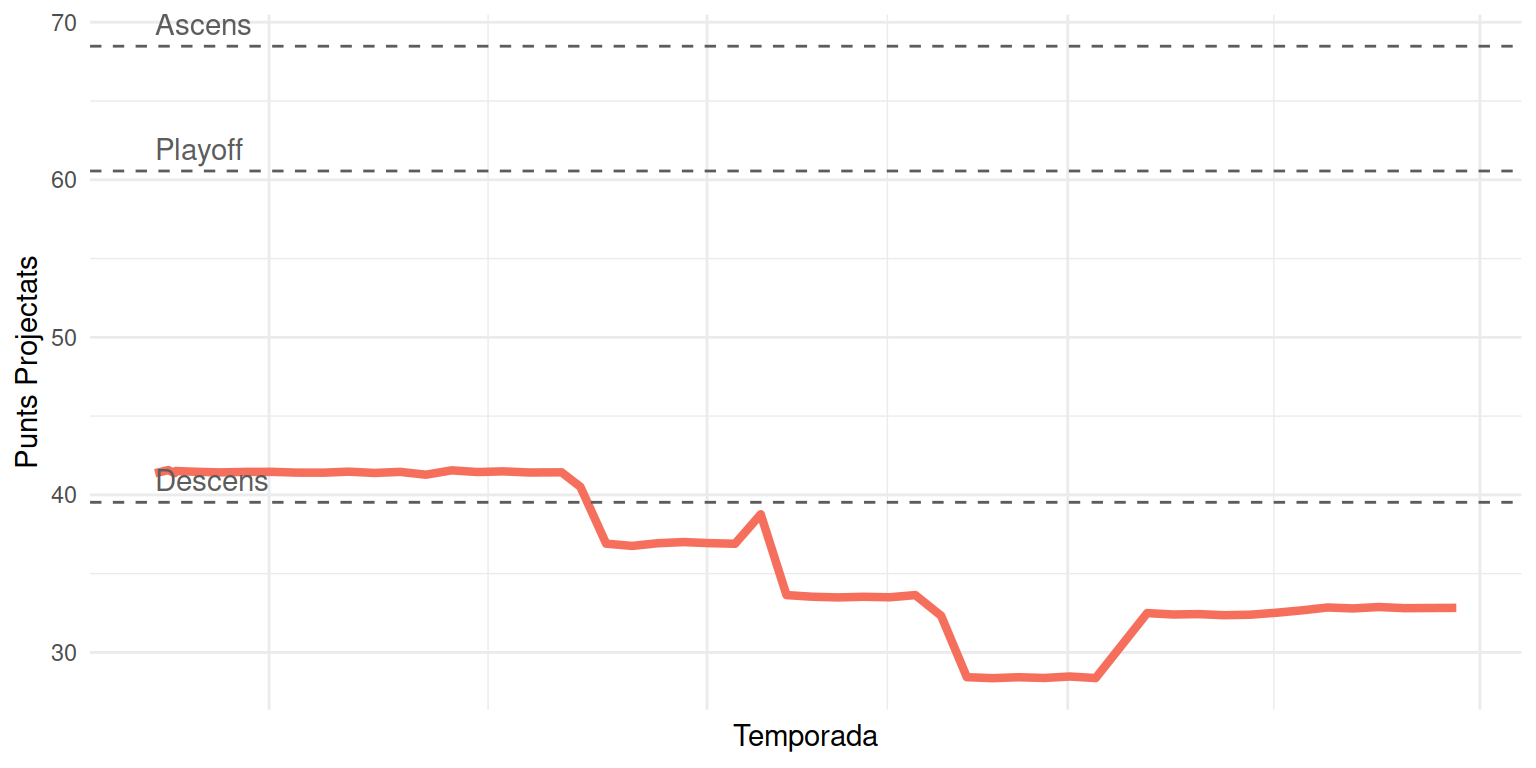 70
Ascens
Playoff
60
50
Descens
40
30
Punts Projectats
Temporada